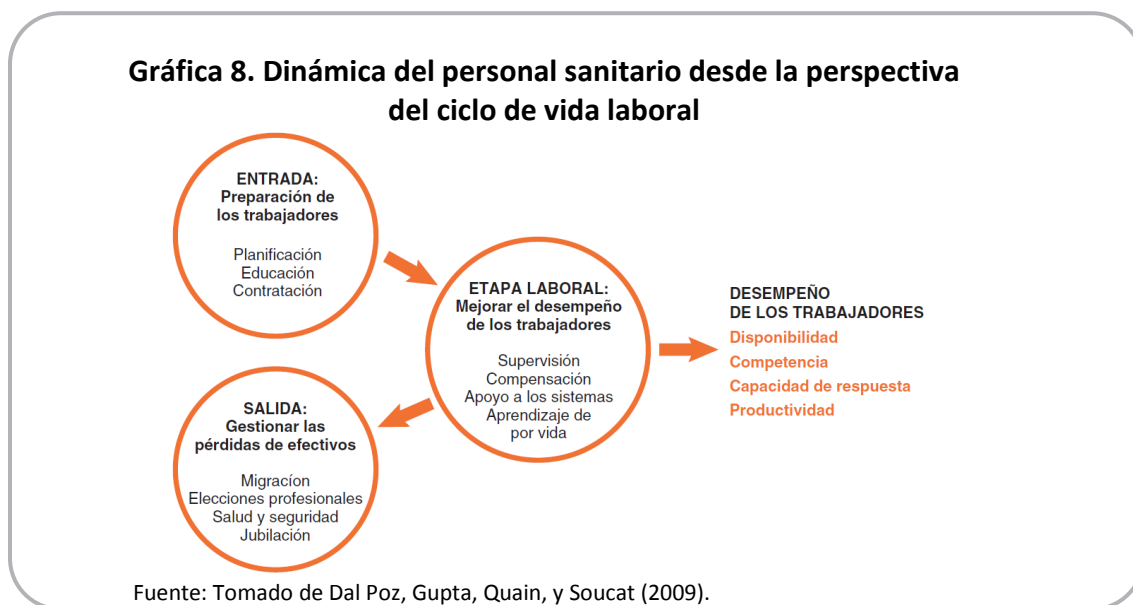 Gráfica 8. Dinámica del personal sanitario desde la perspectiva
del ciclo de vida laboral
ENTRADA:
Preparación de
los trabajadores
Planificación
Educación
Contratación
ETAPA LABORAL:
Mejorar el desempeño
de los trabajadores
Supervisión
Compensación
Apoyo a los sistemas
Aprendizaje de
por vida
DESEMPEÑO
DE LOS TRABAJADORES
Disponibilidad
Competencia
Capacidad de respuesta
Productividad
SALIDA:
Gestionar las
pérdidas de efectivos
Migracíon
Elecciones profesionales
Salud y seguridad
Jubilación
Fuente: Tomado de Dal Poz, Gupta, Quain, y Soucat (2009).